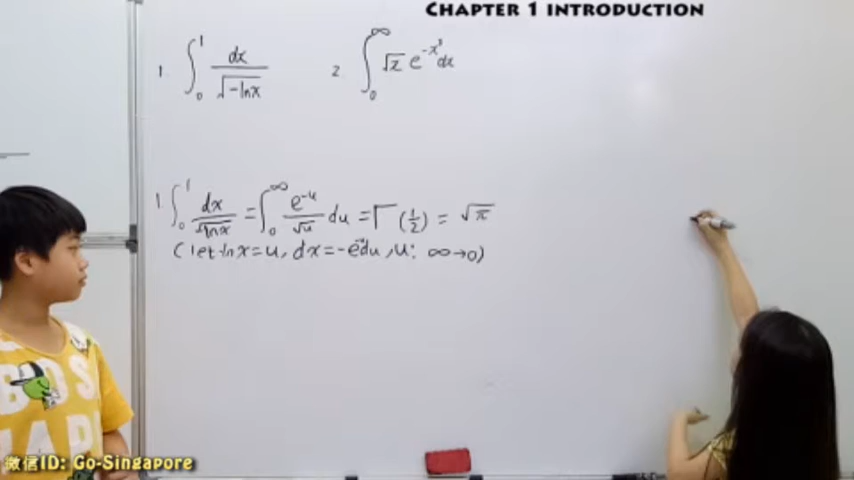 CHAPTER 1 INTRODUCTION
1. ∫₀¹ dx/√(-lnx) 2. ∫₀^∞ √x e^(-x³) dx
1 ∫₀¹ dx/√(-lnx) = ∫₀^∞ e^(-u)/√u du = Γ(1/2) = √π
(let -lnx=u, dx=-e^(-u)du, u: ∞→0)
微信ID: Go-Singapore